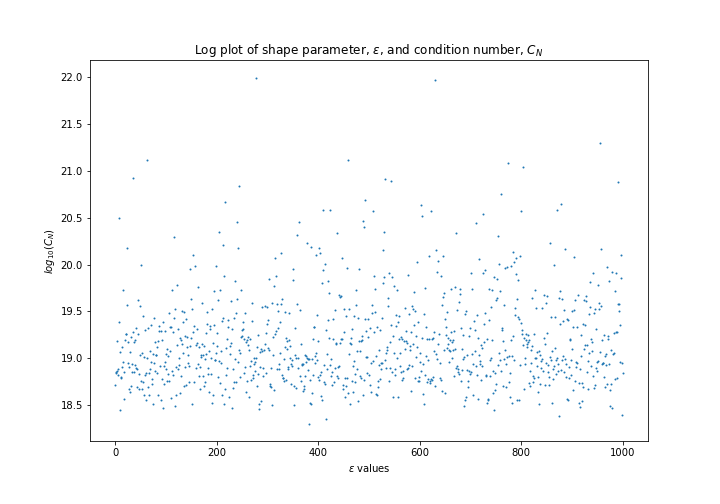 Log plot of shape parameter, ε, and condition number, C_N
22.0
21.5
21.0
20.5
20.0
19.5
19.0
18.5
log₁₀(C_N)
0 200 400 600 800 1000
ε values